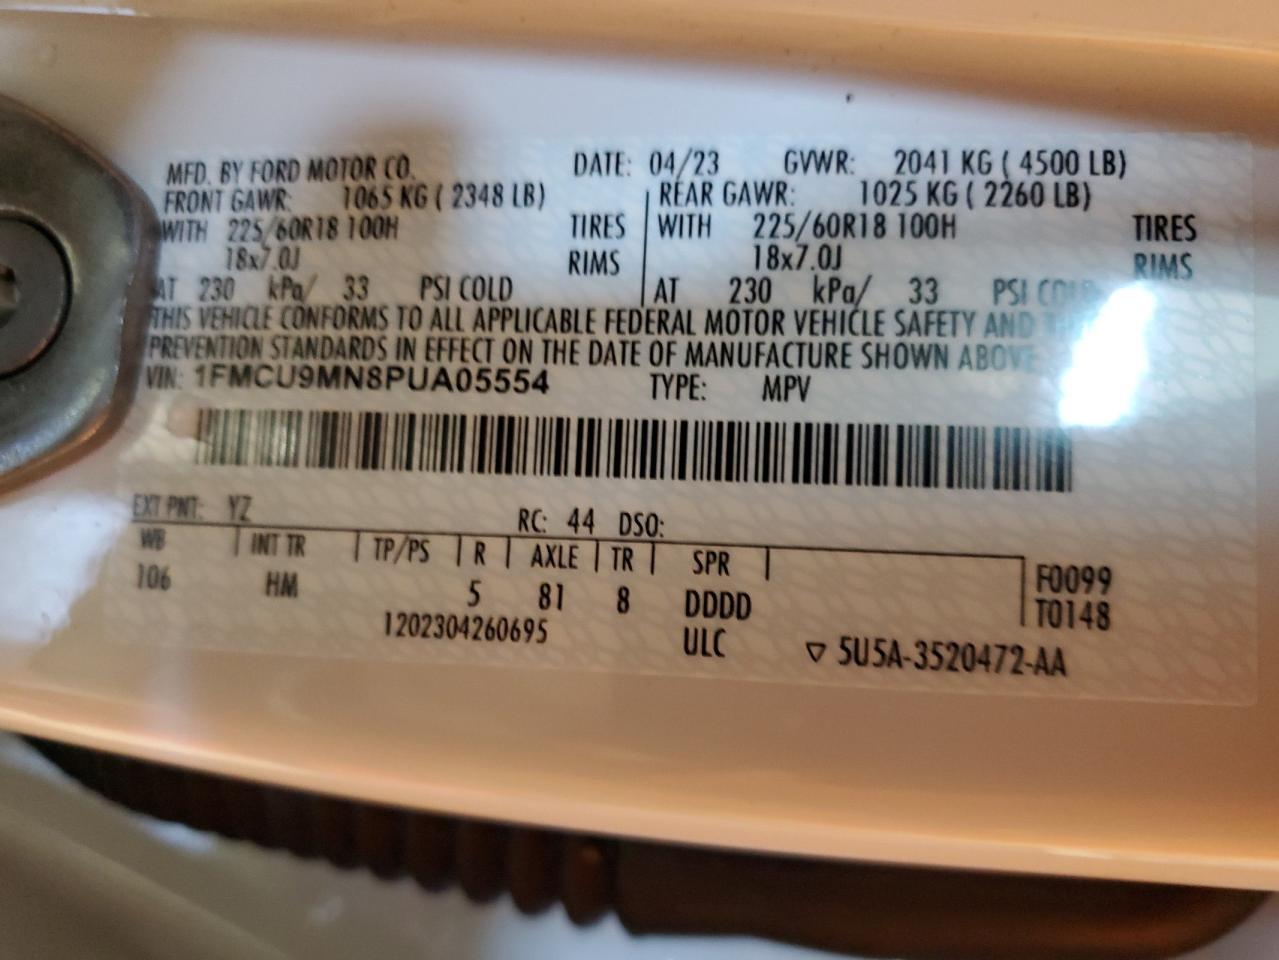 MFD. BY FORD MOTOR CO. DATE: 04/23 GVWR: 2041 KG ( 4500 LB)
FRONT GAWR: 1065 KG ( 2348 LB) REAR GAWR: 1025 KG ( 2260 LB)
WITH 225/60R18 100H TIRES WITH 225/60R18 100H TIRES
18x7.0J RIMS 18x7.0J RIMS
AT 230 kPa/ 33 PSI COLD AT 230 kPa/ 33 PSI COLD
THIS VEHICLE CONFORMS TO ALL APPLICABLE FEDERAL MOTOR VEHICLE SAFETY AND
PREVENTION STANDARDS IN EFFECT ON THE DATE OF MANUFACTURE SHOWN ABOVE
VIN: 1FMCU9MN8PUA05554 TYPE: MPV
EXT PNT: YZ RC: 44 DSO:
WB INT TR TP/PS R AXLE TR SPR
106 HM 5 81 8 DDDD F0099
T0148
1202304260695 ULC ▽ 5U5A-3520472-AA